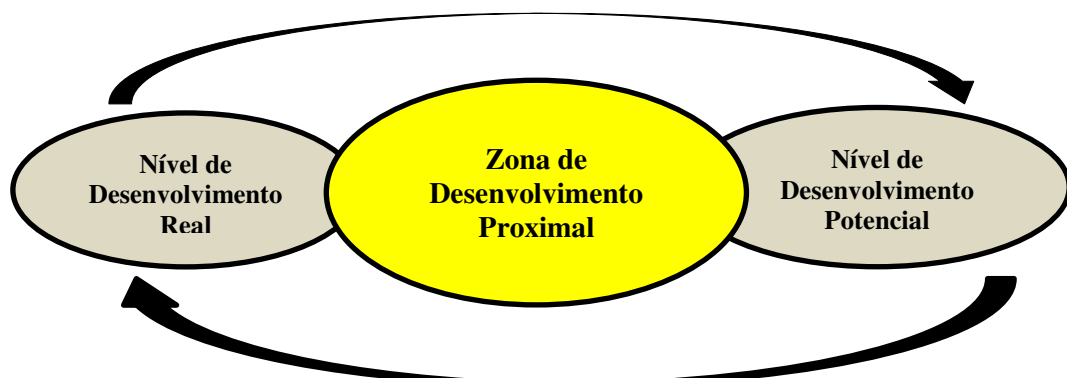 Nível de
Desenvolvimento
Real
Zona de
Desenvolvimento
Proximal
Nível de
Desenvolvimento
Potencial